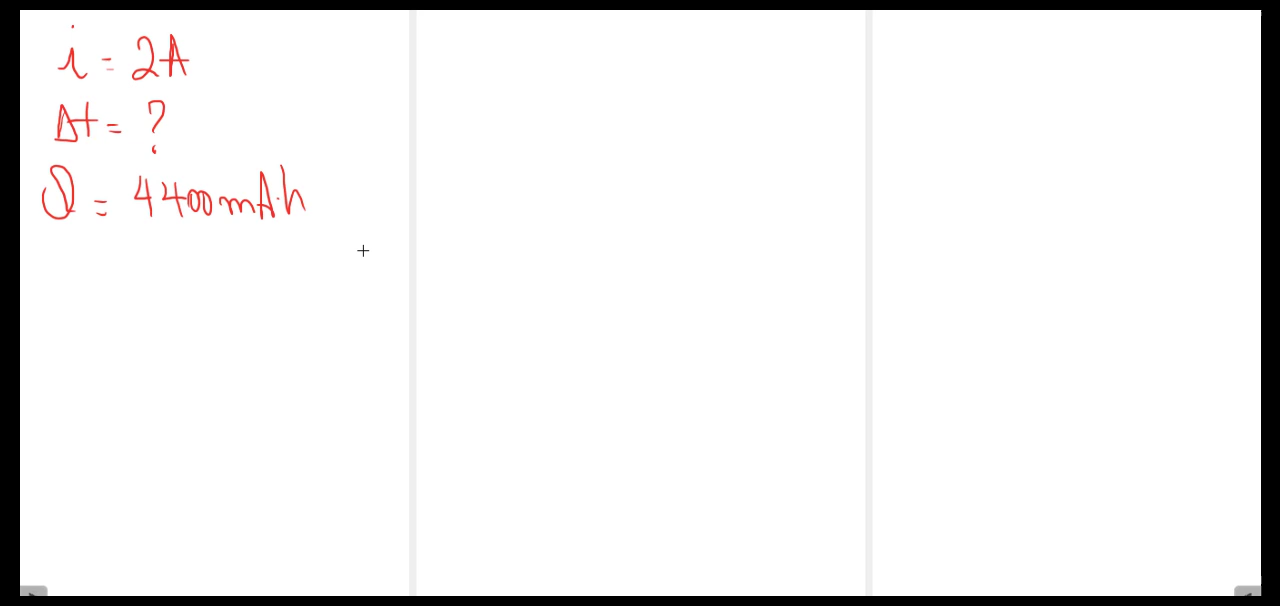 i = 2A
Δt = ?
Q = 4400mA·h